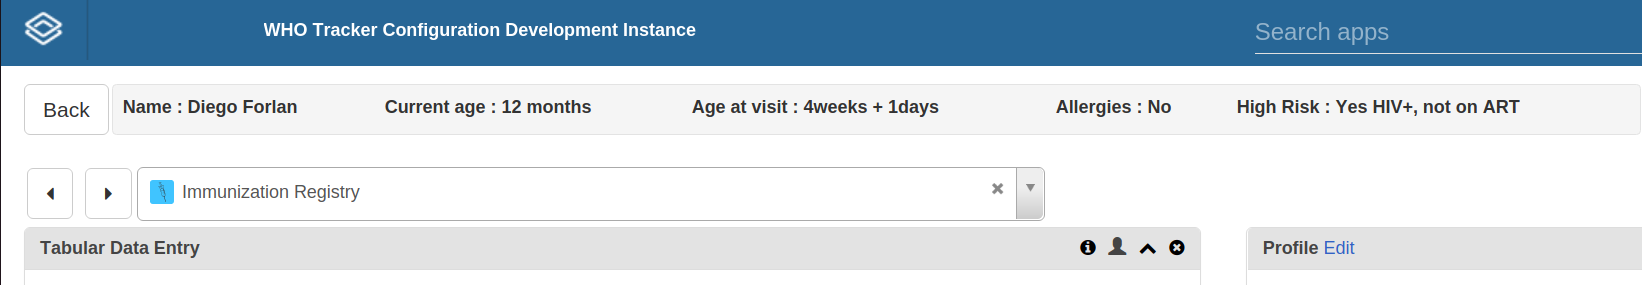 WHO Tracker Configuration Development Instance
Search apps
Back
Name : Diego Forlan
Current age : 12 months
Age at visit : 4weeks + 1days
Allergies : No
High Risk : Yes HIV+, not on ART
Immunization Registry
Tabular Data Entry
Profile Edit